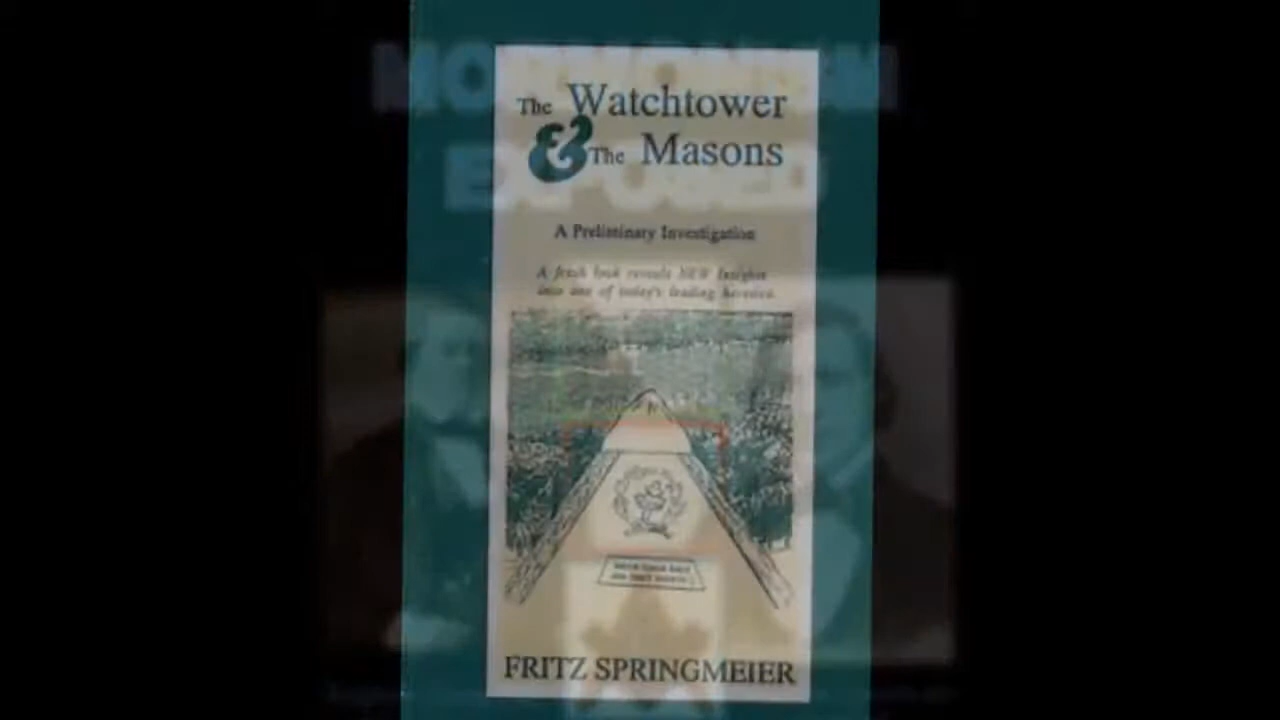 The Watchtower
& The Masons
A Preliminary Investigation
A fresh look reveals NEW Insights
into one of today's leading heresies.
FRITZ SPRINGMEIER
EXPOSED